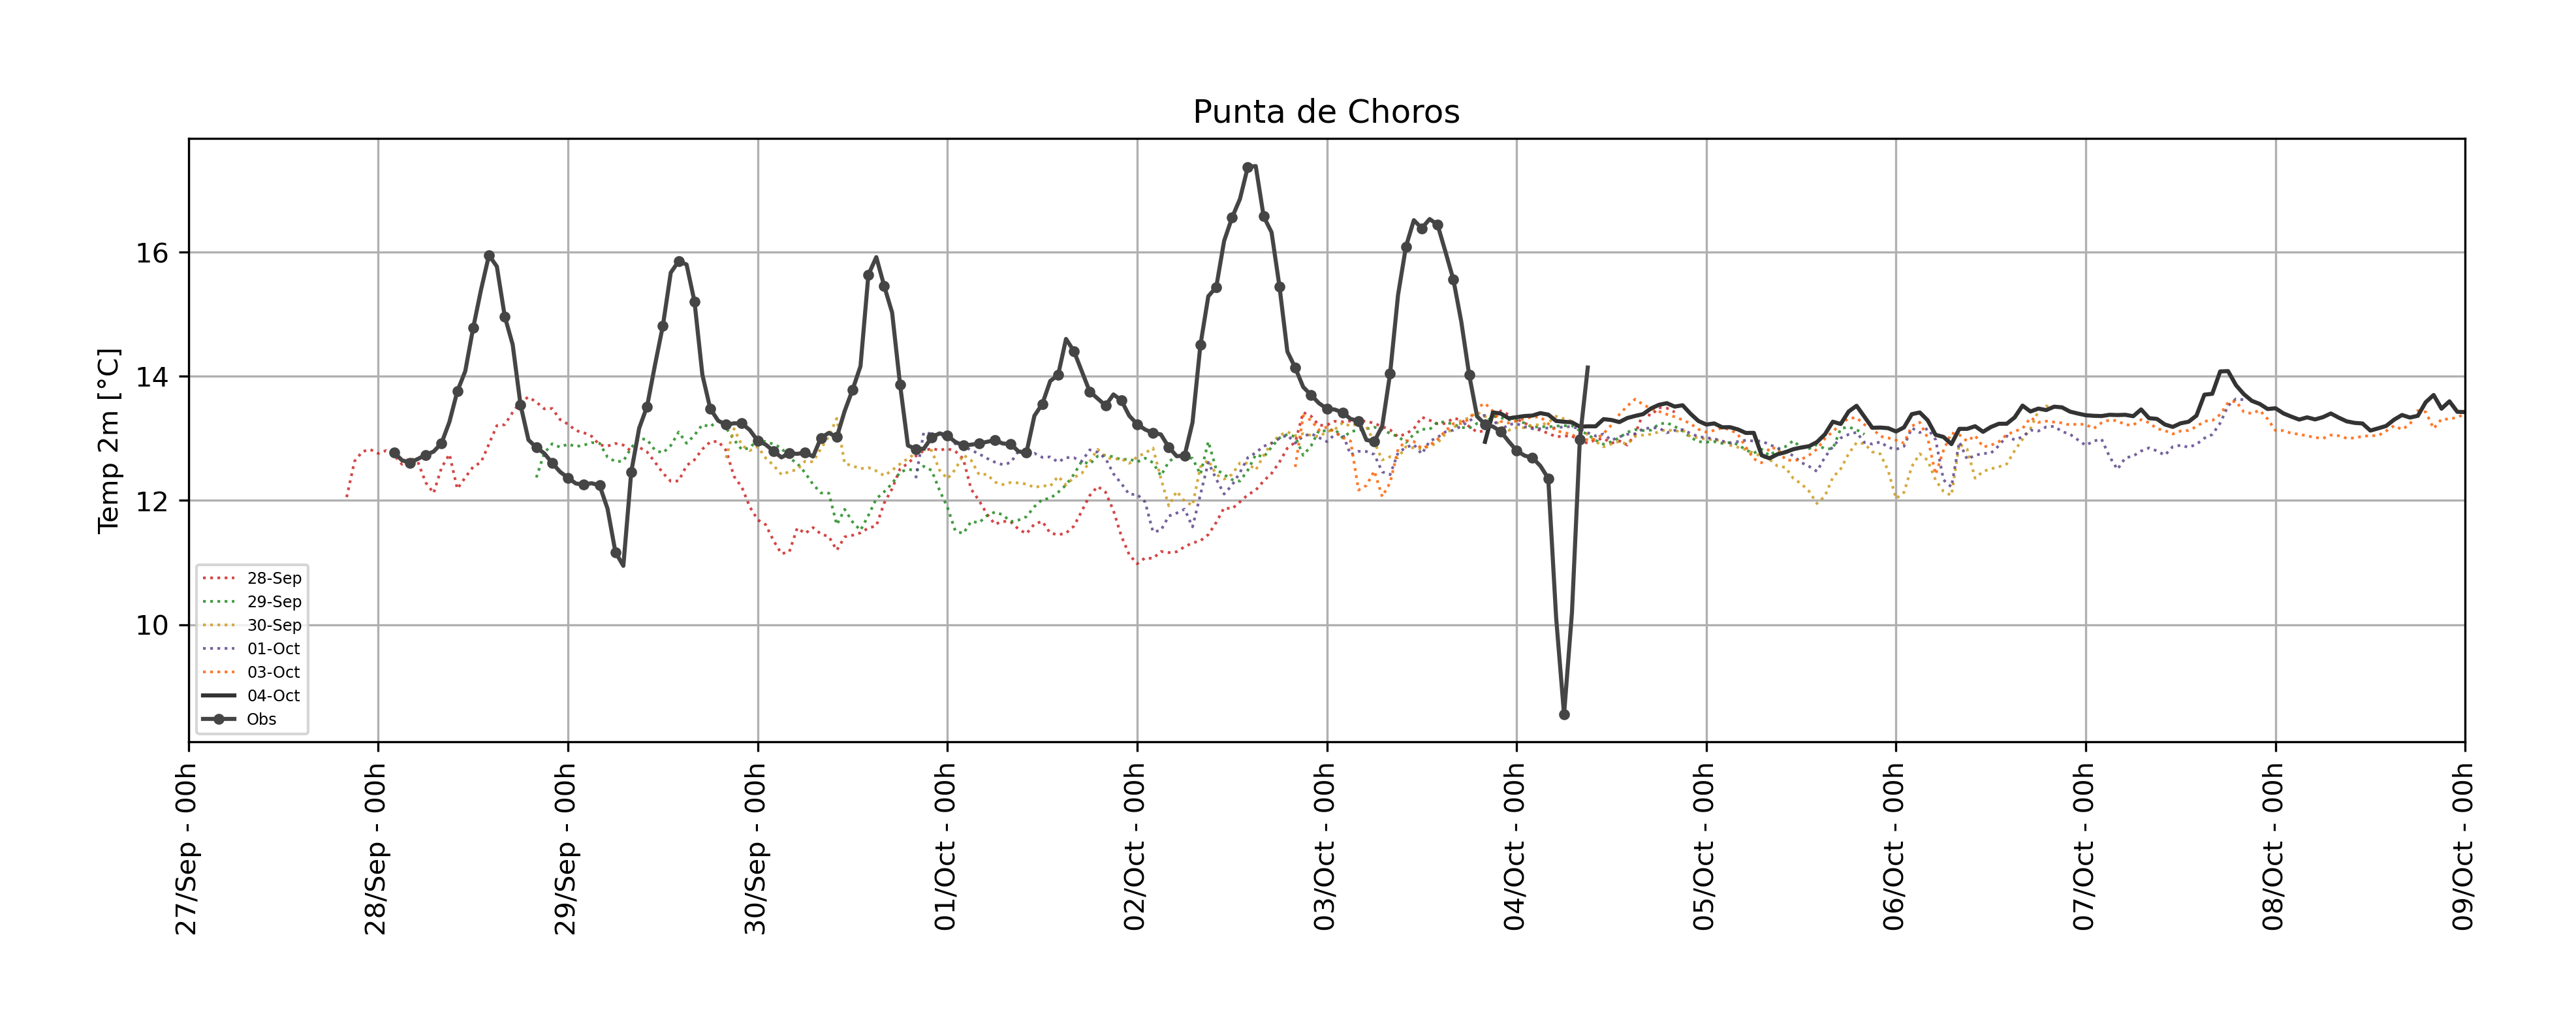 Punta de Choros
Temp 2m [°C]
16
14
12
10
28-Sep
29-Sep
30-Sep
01-Oct
03-Oct
04-Oct
Obs
27/Sep - 00h
28/Sep - 00h
29/Sep - 00h
30/Sep - 00h
01/Oct - 00h
02/Oct - 00h
03/Oct - 00h
04/Oct - 00h
05/Oct - 00h
06/Oct - 00h
07/Oct - 00h
08/Oct - 00h
09/Oct - 00h